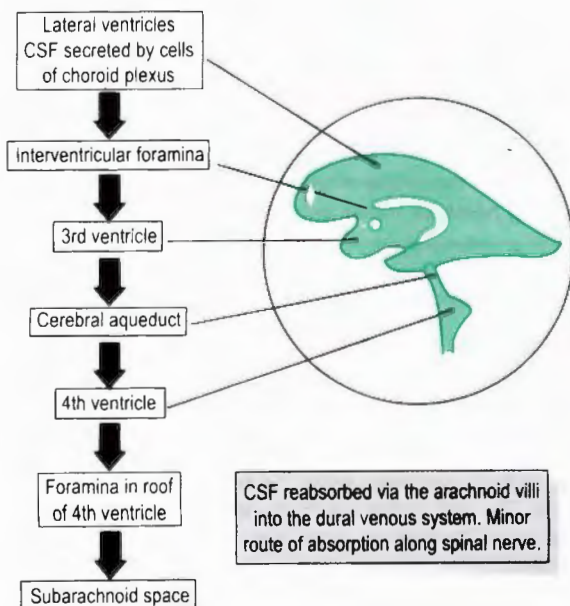 Lateral ventricles
CSF secreted by cells
of choroid plexus
Interventricular foramina
3rd ventricle
Cerebral aqueduct
4th ventricle
Foramina in roof
of 4th ventricle
Subarachnoid space
CSF reabsorbed via the arachnoid villi
into the dural venous system. Minor
route of absorption along spinal nerve.